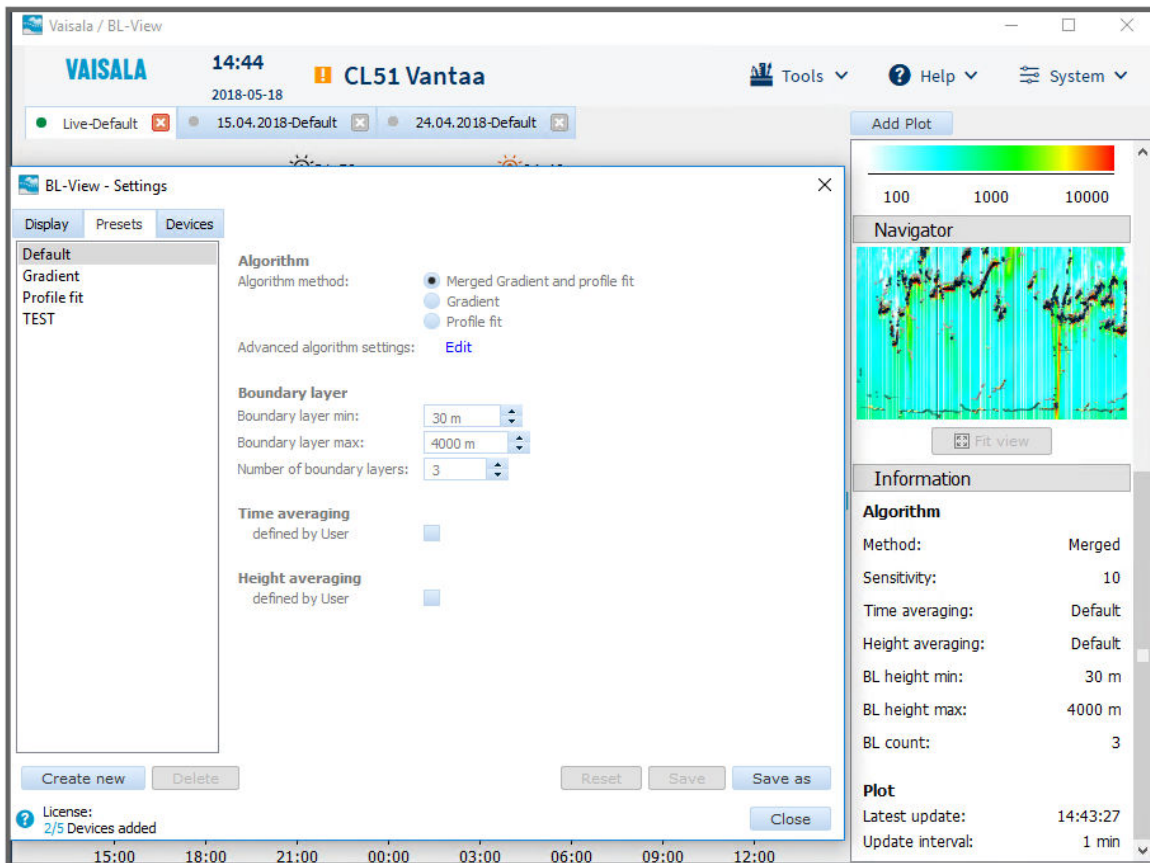 Vaisala / BL-View
VAISALA
14:44
2018-05-18
CL51 Vantaa
Tools
Help
System
Live-Default
15.04.2018-Default
24.04.2018-Default
Add Plot
BL-View - Settings
Display
Presets
Devices
Default
Gradient
Profile fit
TEST
Algorithm
Algorithm method:
Merged Gradient and profile fit
Gradient
Profile fit
Advanced algorithm settings:
Edit
Boundary layer
Boundary layer min:
30 m
Boundary layer max:
4000 m
Number of boundary layers:
3
Time averaging
defined by User
Height averaging
defined by User
Create new
Delete
Reset
Save
Save as
License:
2/5 Devices added
Close
15:00 18:00 21:00 00:00 03:00 06:00 09:00 12:00
100 1000 10000
Navigator
Fit view
Information
Algorithm
Method: Merged
Sensitivity: 10
Time averaging: Default
Height averaging: Default
BL height min: 30 m
BL height max: 4000 m
BL count: 3
Plot
Latest update: 14:43:27
Update interval: 1 min